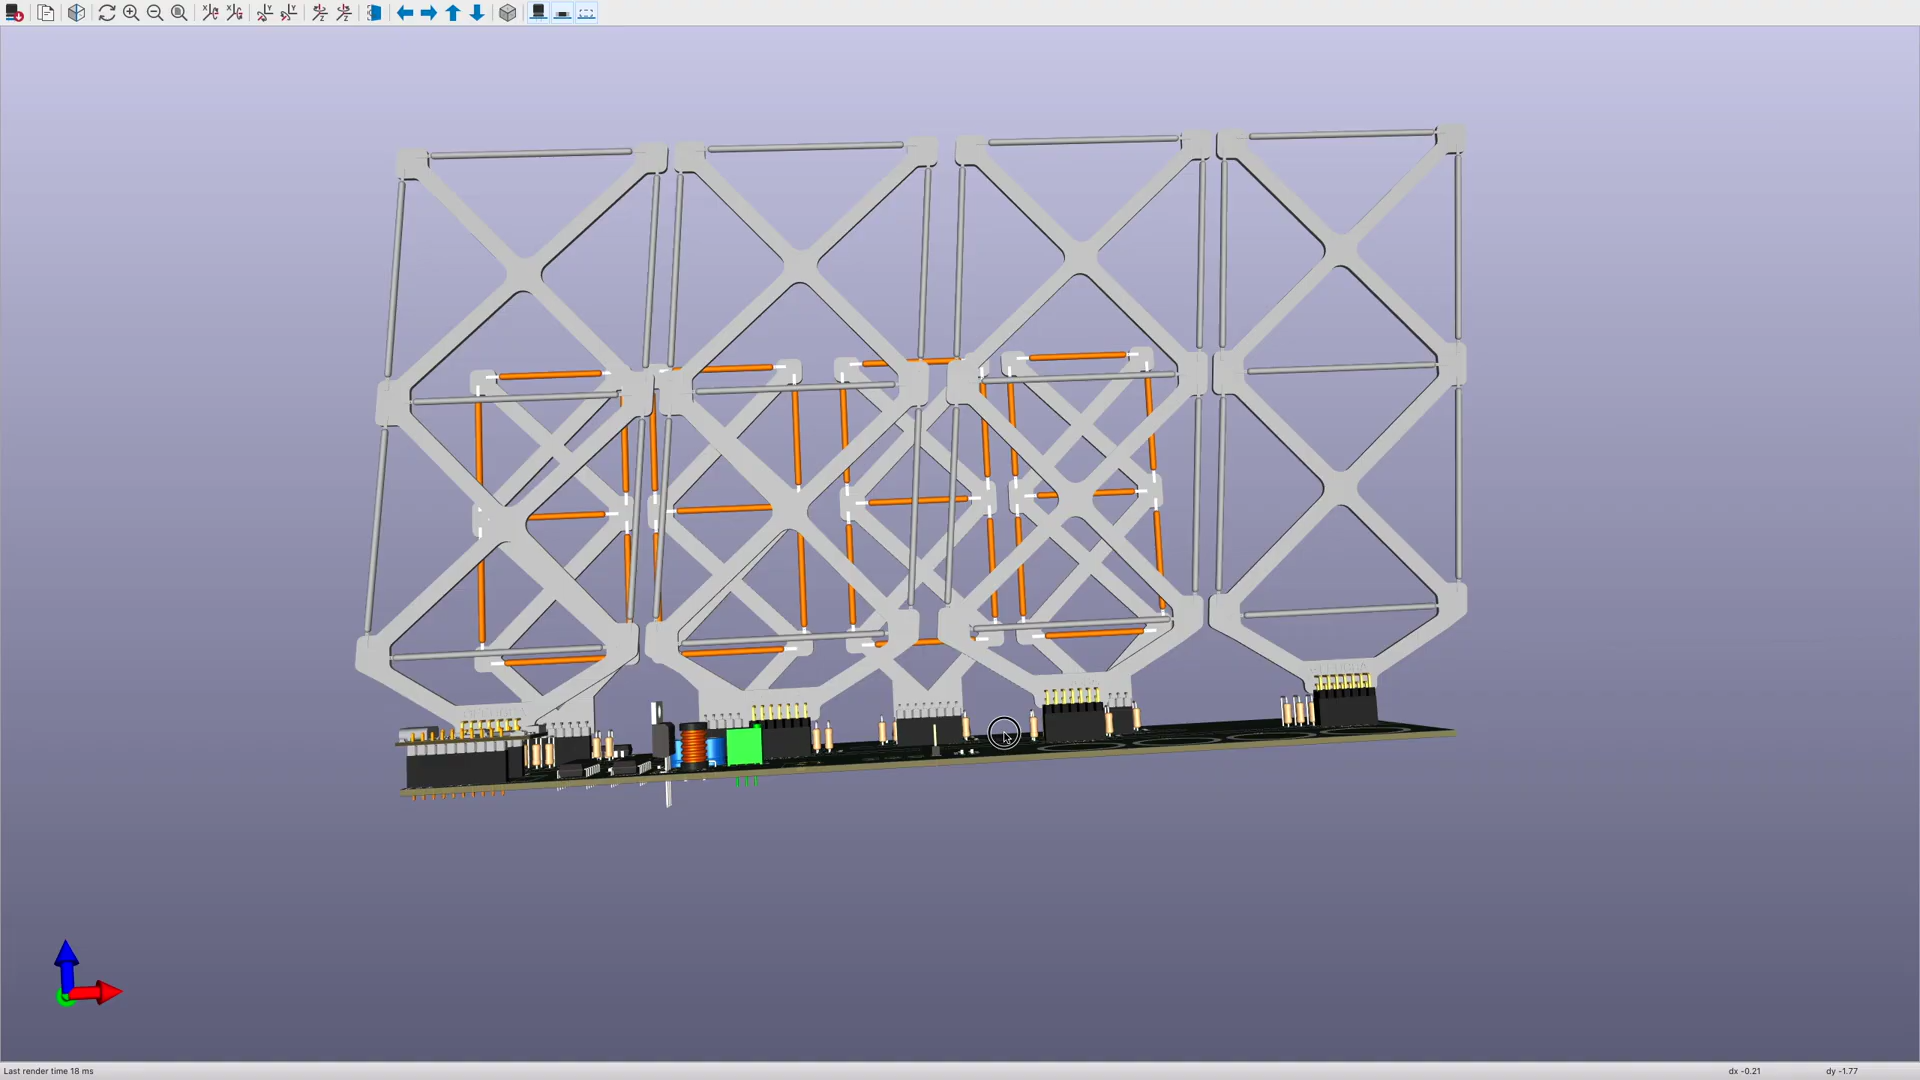 Last render time 18 ms
dx -0.21
dy -1.77